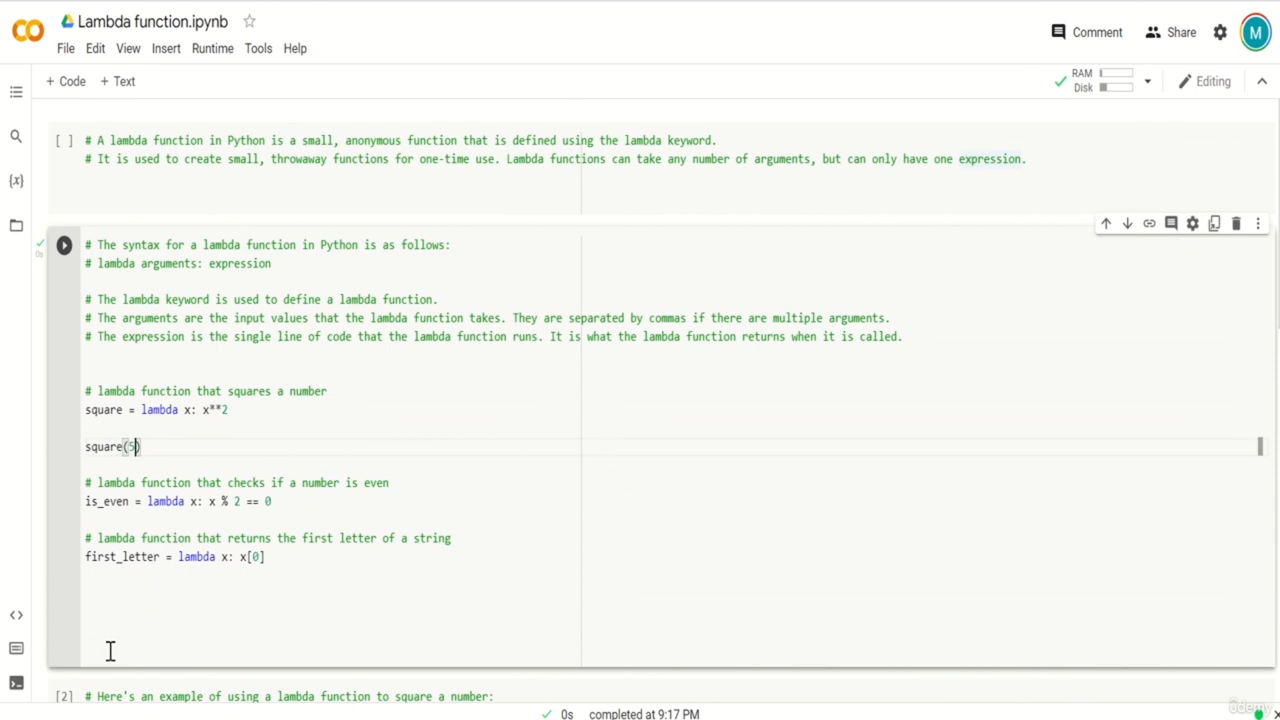 Lambda function.ipynb
Comment
Share
M
File Edit View Insert Runtime Tools Help
+ Code + Text
RAM
Disk
Editing
[ ] # A lambda function in Python is a small, anonymous function that is defined using the lambda keyword.
# It is used to create small, throwaway functions for one-time use. Lambda functions can take any number of arguments, but can only have one expression.
{x}
0s
# The syntax for a lambda function in Python is as follows:
# lambda arguments: expression
# The lambda keyword is used to define a lambda function.
# The arguments are the input values that the lambda function takes. They are separated by commas if there are multiple arguments.
# The expression is the single line of code that the lambda function runs. It is what the lambda function returns when it is called.
# lambda function that squares a number
square = lambda x: x**2
square(5)
# lambda function that checks if a number is even
is_even = lambda x: x % 2 == 0
# lambda function that returns the first letter of a string
first_letter = lambda x: x[0]
[2] # Here's an example of using a lambda function to square a number:
0s completed at 9:17 PM
Udemy